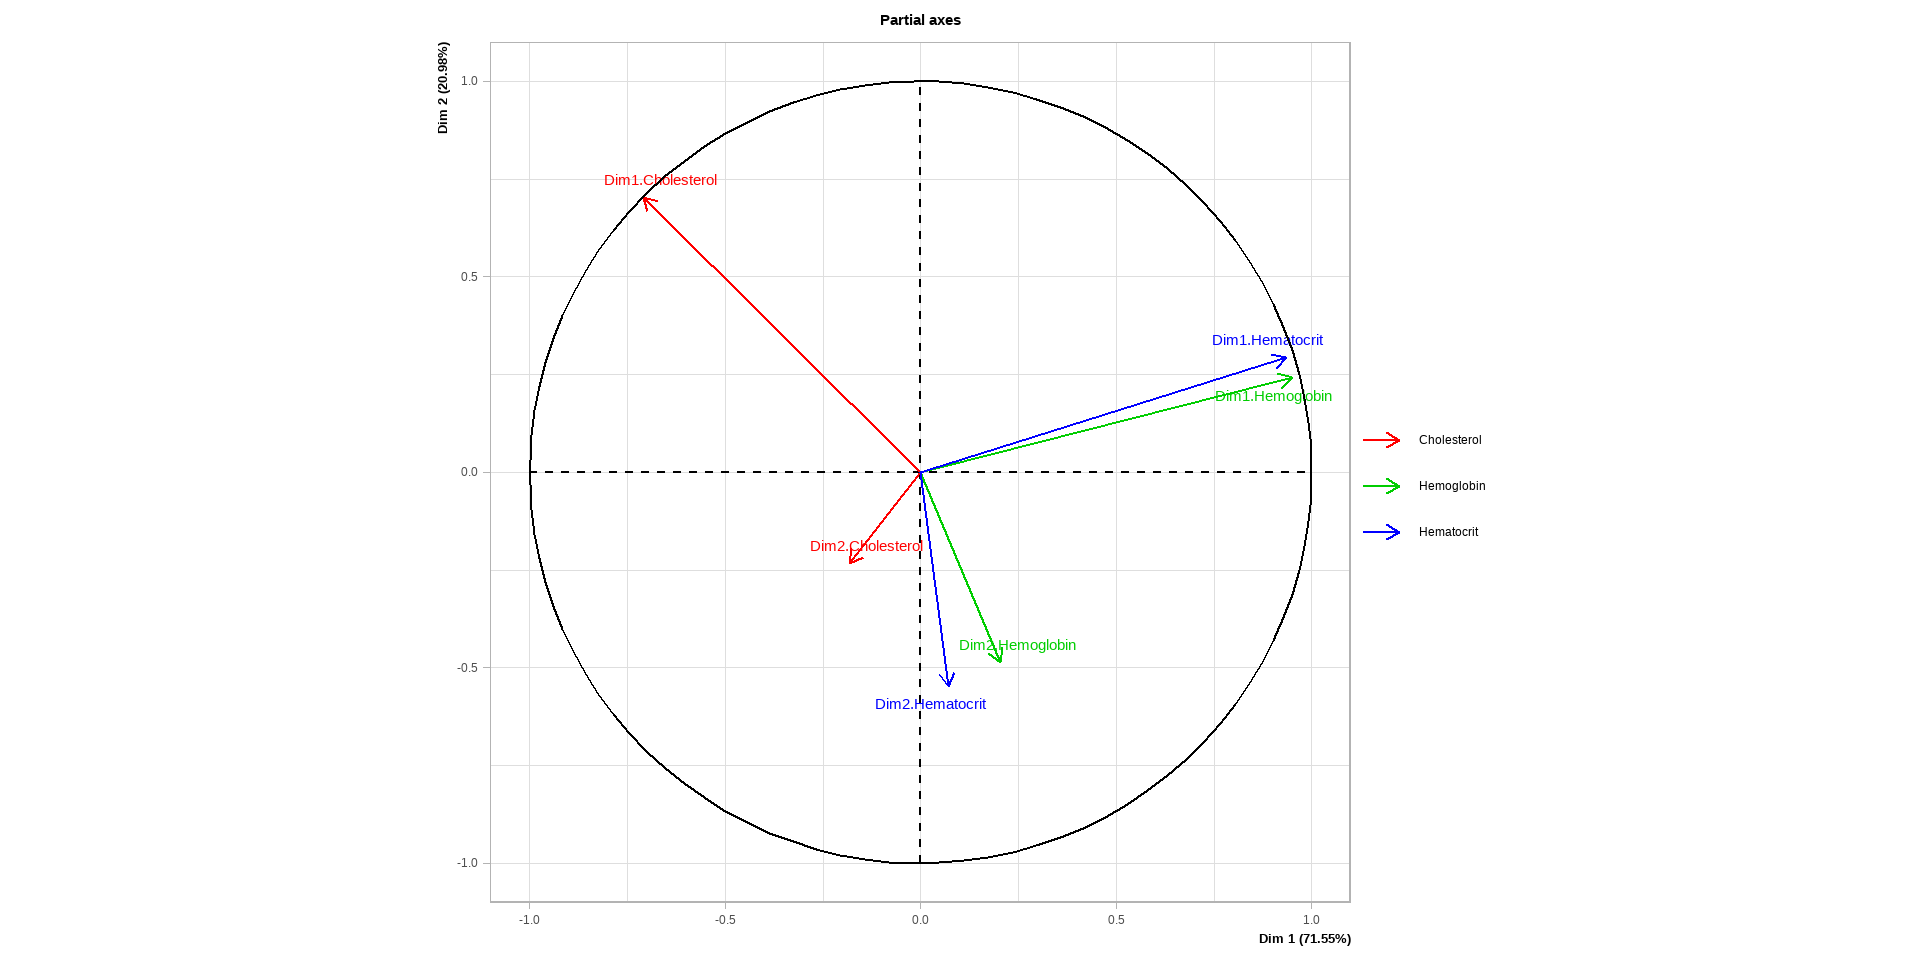 Partial axes
Dim 2 (20.98%)
1.0
Dim1.Cholesterol
0.5
Dim1.Hematocrit
Dim1.Hemoglobin
Cholesterol
0.0
Hemoglobin
Hematocrit
Dim2.Cholesterol
Dim2.Hemoglobin
-0.5
Dim2.Hematocrit
-1.0
-1.0 -0.5 0.0 0.5 1.0
Dim 1 (71.55%)